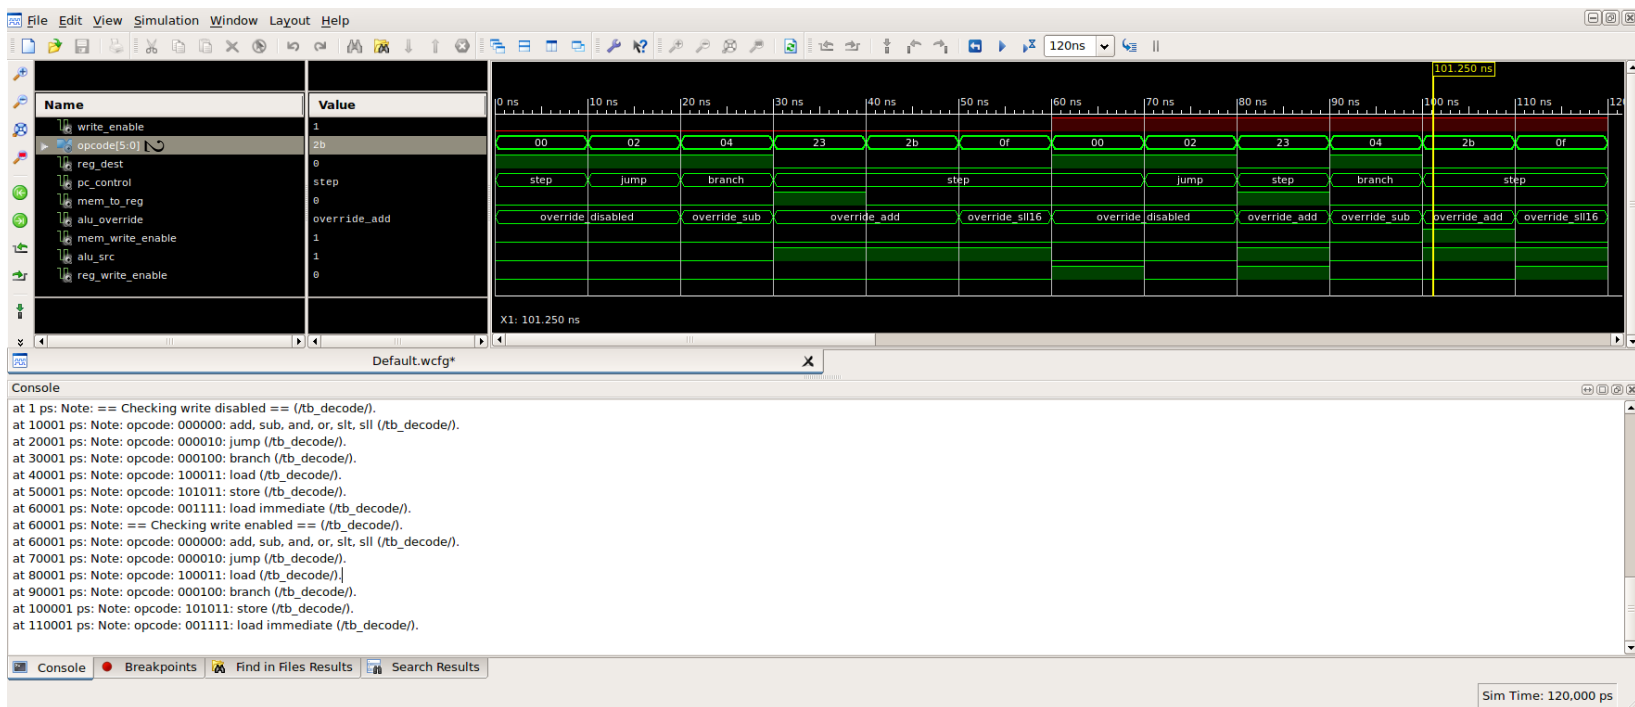 File Edit View Simulation Window Layout Help
120ns
101.250 ns
Name Value
0 ns 10 ns 20 ns 30 ns 40 ns 50 ns 60 ns 70 ns 80 ns 90 ns 100 ns 110 ns 120
write_enable 1
opcode[5:0] 2b 00 02 04 23 2b 0f 00 02 23 04 2b 0f
reg_dest 0
pc_control step step jump branch step jump step branch step
mem_to_reg 0
alu_override override_add override_disabled override_sub override_add override_sll16 override_disabled override_add override_sub override_add override_sll16
mem_write_enable 1
alu_src 1
reg_write_enable 0
X1: 101.250 ns
Default.wcfg*
Console
at 1 ps: Note: == Checking write disabled == (/tb_decode/).
at 10001 ps: Note: opcode: 000000: add, sub, and, or, slt, sll (/tb_decode/).
at 20001 ps: Note: opcode: 000010: jump (/tb_decode/).
at 30001 ps: Note: opcode: 000100: branch (/tb_decode/).
at 40001 ps: Note: opcode: 100011: load (/tb_decode/).
at 50001 ps: Note: opcode: 101011: store (/tb_decode/).
at 60001 ps: Note: opcode: 001111: load immediate (/tb_decode/).
at 60001 ps: Note: == Checking write enabled == (/tb_decode/).
at 60001 ps: Note: opcode: 000000: add, sub, and, or, slt, sll (/tb_decode/).
at 70001 ps: Note: opcode: 000010: jump (/tb_decode/).
at 80001 ps: Note: opcode: 100011: load (/tb_decode/).
at 90001 ps: Note: opcode: 000100: branch (/tb_decode/).
at 100001 ps: Note: opcode: 101011: store (/tb_decode/).
at 110001 ps: Note: opcode: 001111: load immediate (/tb_decode/).
Console Breakpoints Find in Files Results Search Results
Sim Time: 120,000 ps